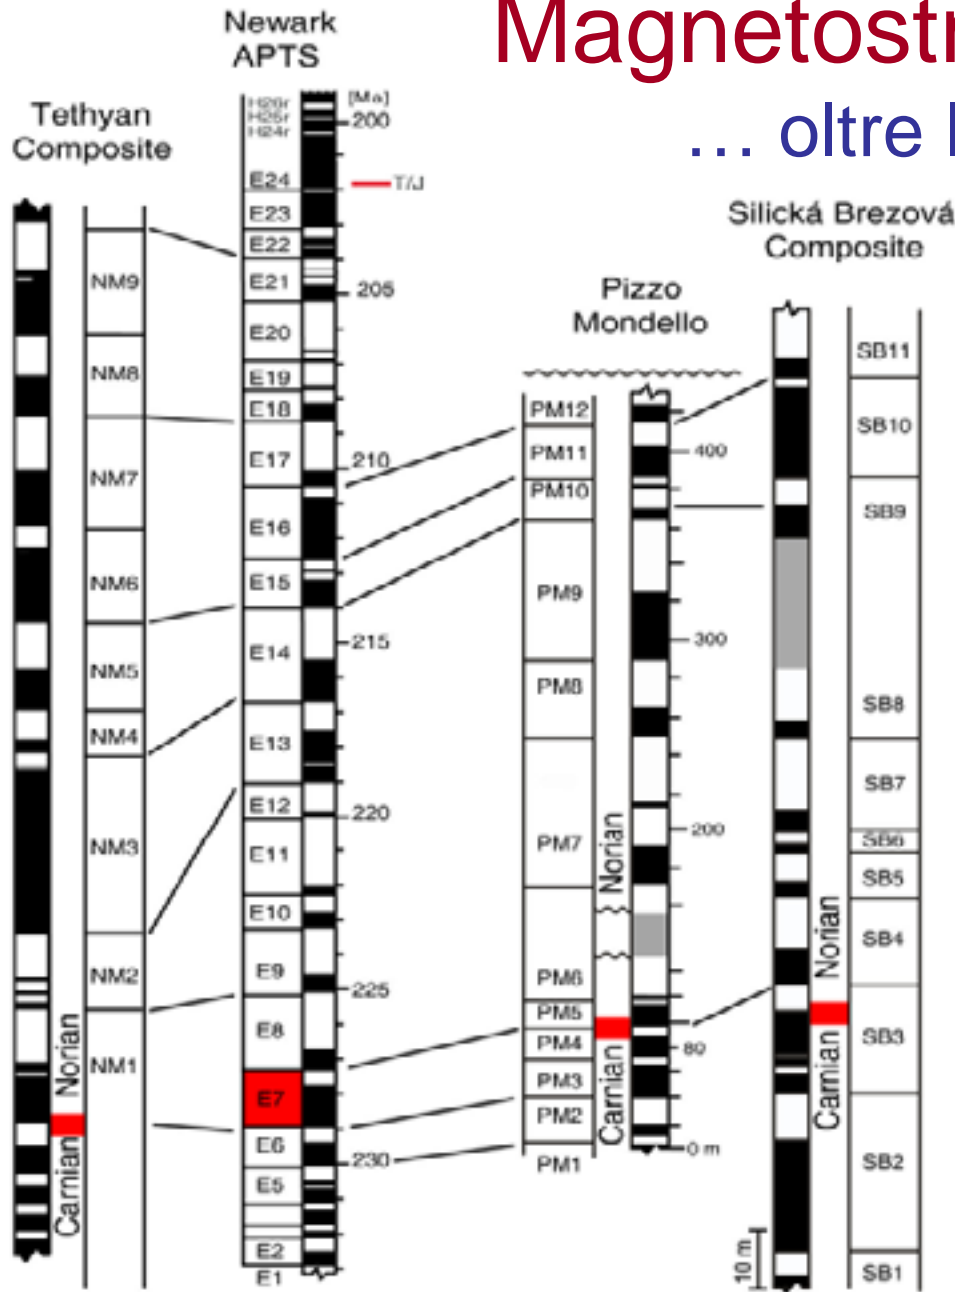 Magnetostr
… oltre l
Newark
APTS
Tethyan
Composite
Silická Brezová
Composite
Pizzo
Mondello
[Ma]
H26r
H25r
H24r
E24
E23
E22
E21
E20
E19
E18
E17
E16
E15
E14
E13
E12
E11
E10
E9
E8
E7
E6
E5
E2
E1
200
T/J
205
210
215
220
225
230
NM9
NM8
NM7
NM6
NM5
NM4
NM3
NM2
NM1
Norian
Carnian
PM12
PM11
PM10
PM9
PM8
PM7
PM6
PM5
PM4
PM3
PM2
PM1
Norian
Carnian
400
300
200
80
0 m
SB11
SB10
SB9
SB8
SB7
SB6
SB5
SB4
SB3
SB2
SB1
Norian
Carnian
10 m